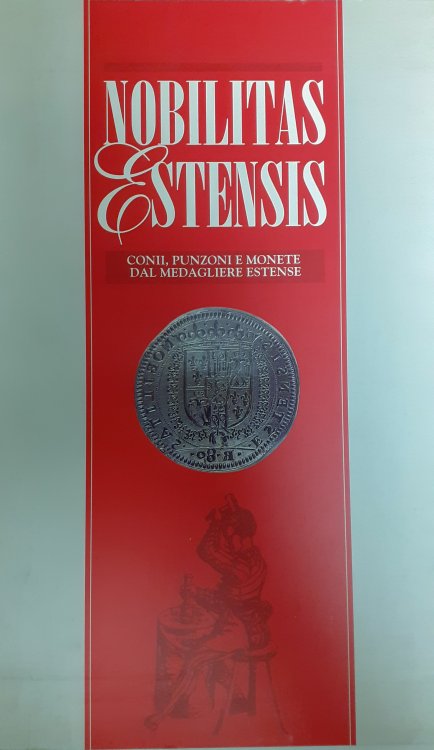 NOBILITAS
ESTENSIS
CONII, PUNZONI E MONETE
DAL MEDAGLIERE ESTENSE